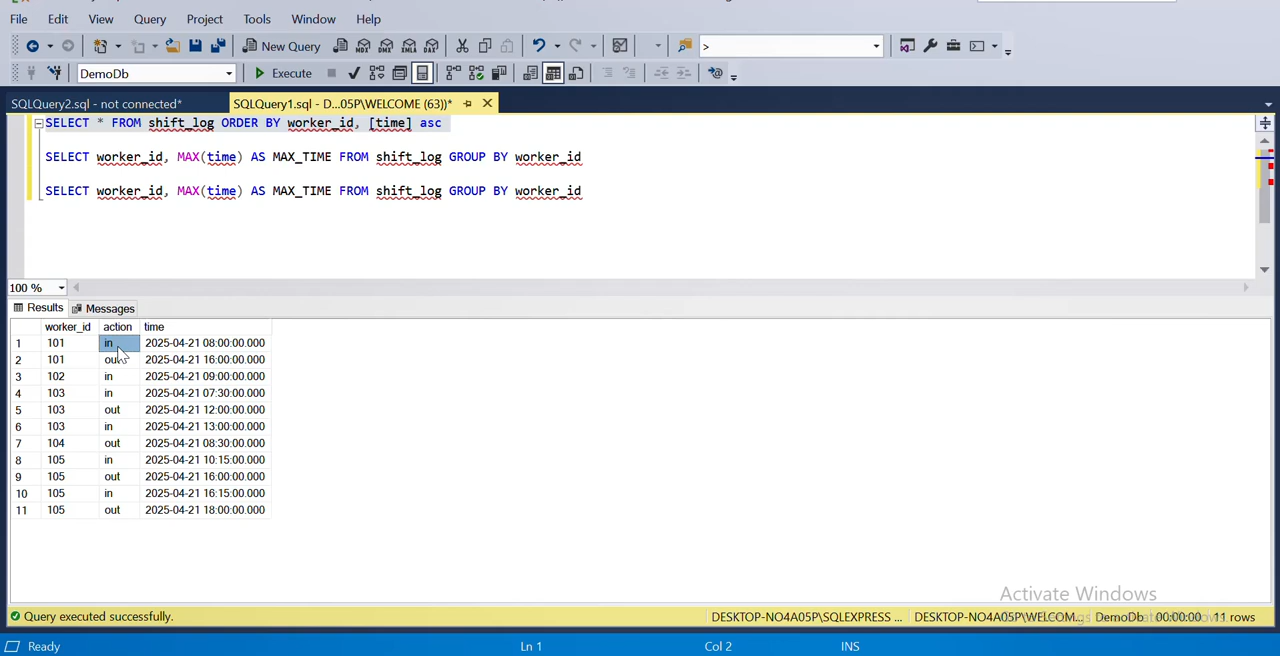 File Edit View Query Project Tools Window Help
New Query MDX DMX XMLA DAX >
DemoDb Execute
SQLQuery2.sql - not connected* SQLQuery1.sql - D...05P\WELCOME (63))*
SELECT * FROM shift_log ORDER BY worker_id, [time] asc
SELECT worker_id, MAX(time) AS MAX_TIME FROM shift_log GROUP BY worker_id
SELECT worker_id, MAX(time) AS MAX_TIME FROM shift_log GROUP BY worker_id
100 %
Results Messages
worker_id action time
1 101 in 2025-04-21 08:00:00.000
2 101 out 2025-04-21 16:00:00.000
3 102 in 2025-04-21 09:00:00.000
4 103 in 2025-04-21 07:30:00.000
5 103 out 2025-04-21 12:00:00.000
6 103 in 2025-04-21 13:00:00.000
7 104 out 2025-04-21 08:30:00.000
8 105 in 2025-04-21 10:15:00.000
9 105 out 2025-04-21 16:00:00.000
10 105 in 2025-04-21 16:15:00.000
11 105 out 2025-04-21 18:00:00.000
Activate Windows
Query executed successfully. DESKTOP-NO4A05P\SQLEXPRESS ... DESKTOP-NO4A05P\WELCOM... DemoDb 00:00:00 11 rows
Ready Ln 1 Col 2 INS